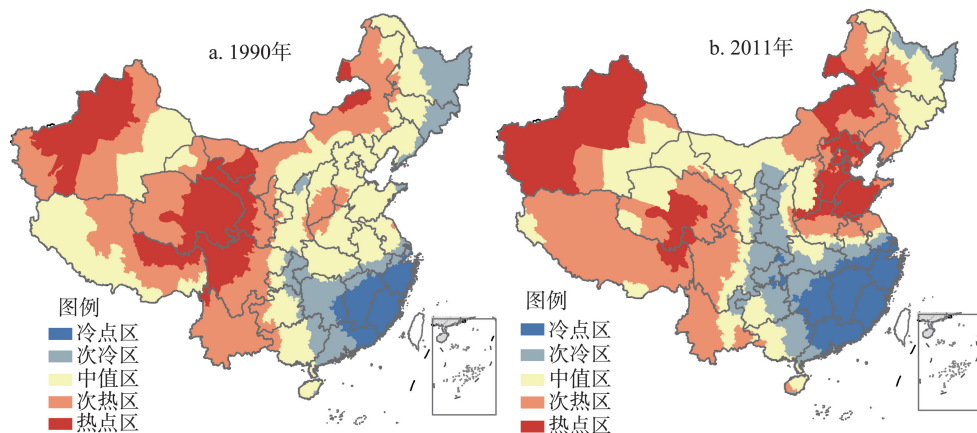 a. 1990年
图例
冷点区
次冷区
中值区
次热区
热点区
b. 2011年
图例
冷点区
次冷区
中值区
次热区
热点区